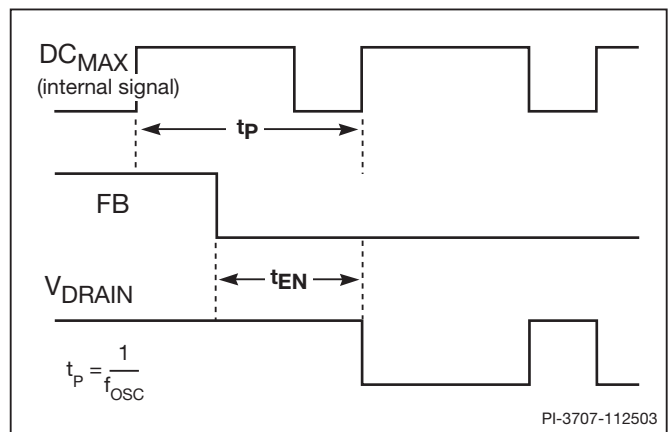 DCMAX
(internal signal)
tP
FB
tEN
VDRAIN
tP = 1/fOSC
PI-3707-112503